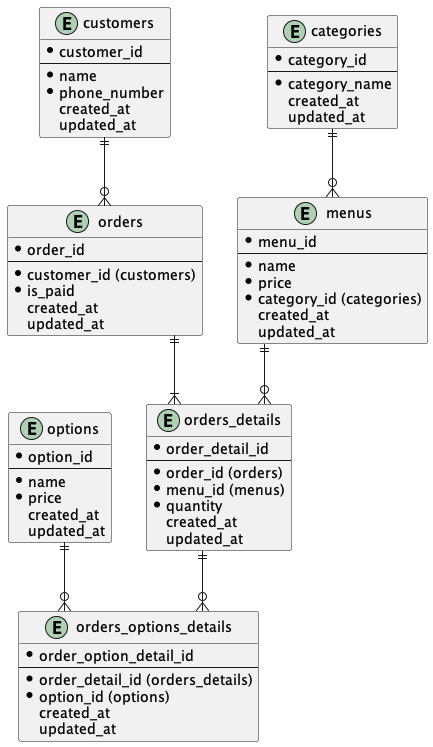 E customers
customer_id
name
phone_number
created_at
updated_at
E categories
category_id
category_name
created_at
updated_at
E orders
order_id
customer_id (customers)
is_paid
created_at
updated_at
E menus
menu_id
name
price
category_id (categories)
created_at
updated_at
E options
option_id
name
price
created_at
updated_at
E orders_details
order_detail_id
order_id (orders)
menu_id (menus)
quantity
created_at
updated_at
E orders_options_details
order_option_detail_id
order_detail_id (orders_details)
option_id (options)
created_at
updated_at